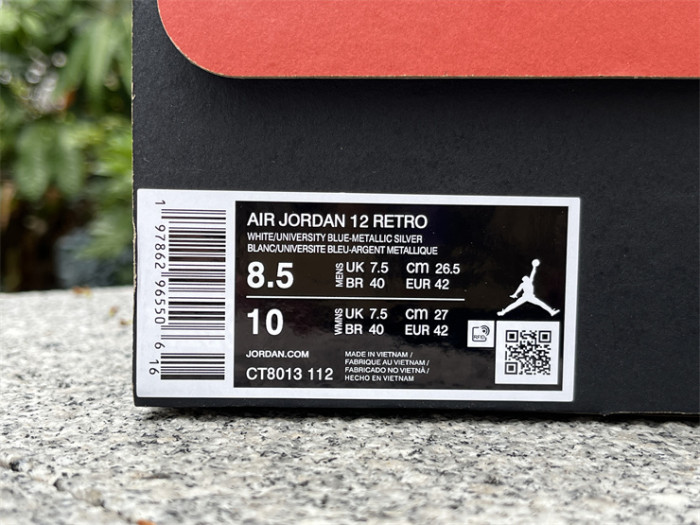 AIR JORDAN 12 RETRO
WHITE/UNIVERSITY BLUE-METALLIC SILVER
BLANC/UNIVERSITE BLEU-ARGENT METALLIQUE
8.5 MENS UK 7.5 cm 26.5
BR 40 EUR 42
10 WMNS UK 7.5 cm 27
BR 40 EUR 42
JORDAN.COM
CT8013 112
MADE IN VIETNAM /
FABRIQUE AU VIETNAM /
FABRICADO NO VIETNÃ /
HECHO EN VIETNAM
RFID
1 97862 96550 6 16